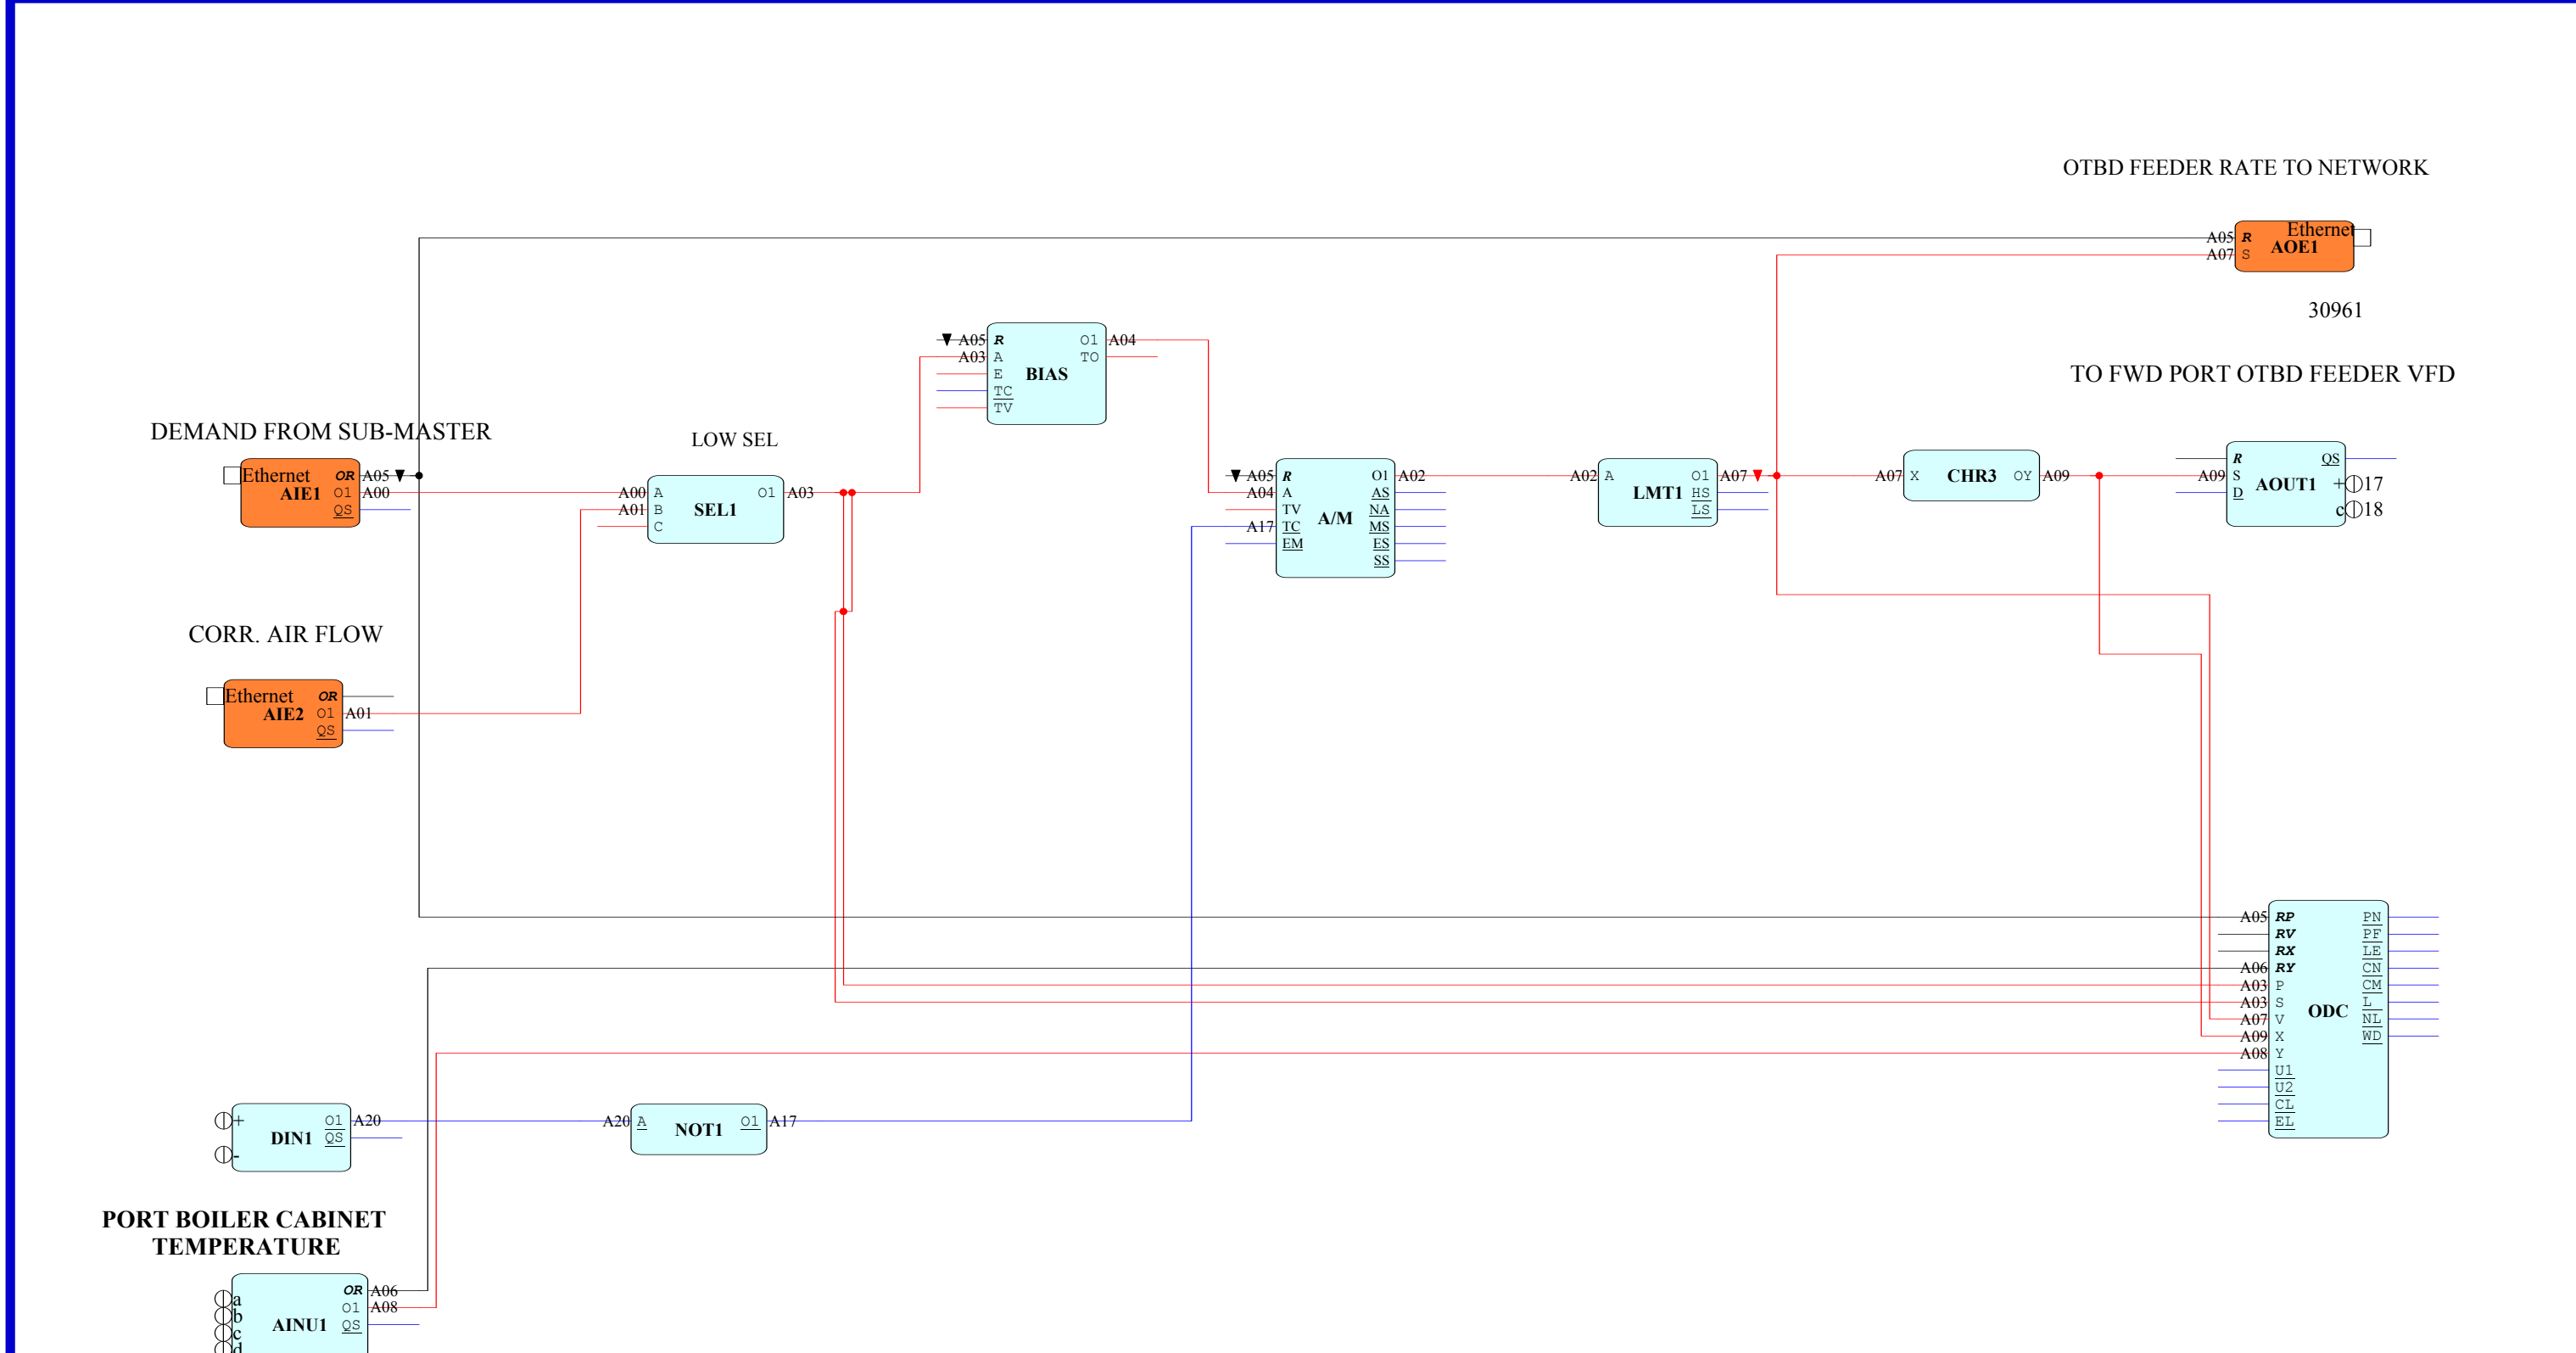 OTBD FEEDER RATE TO NETWORK
A05 R Ethernet
A07 S AOE1
30961
TO FWD PORT OTBD FEEDER VFD
A05 R O1 A04
A03 A TO
E BIAS
TC
TV
DEMAND FROM SUB-MASTER
LOW SEL
Ethernet OR A05
AIE1 O1 A00
QS
A00 A O1 A03
A01 B SEL1
C
A05 R O1 A02
A04 A AS
TV A/M NA
A17 TC MS
EM ES
SS
A02 A O1 A07
LMT1 HS
LS
A07 X CHR3 OY A09
R QS
A09 S AOUT1 + 17
D c 18
CORR. AIR FLOW
Ethernet OR
AIE2 O1 A01
QS
A05 RP PN
RV PF
RX LE
A06 RY CN
A03 P CM
A03 S ODC L
A07 V NL
A09 X WD
A08 Y
U1
U2
CL
EL
+ O1 A20
DIN1 QS
-
A20 A NOT1 O1 A17
PORT BOILER CABINET
TEMPERATURE
OR A06
a O1 A08
b AINU1 QS
c
d